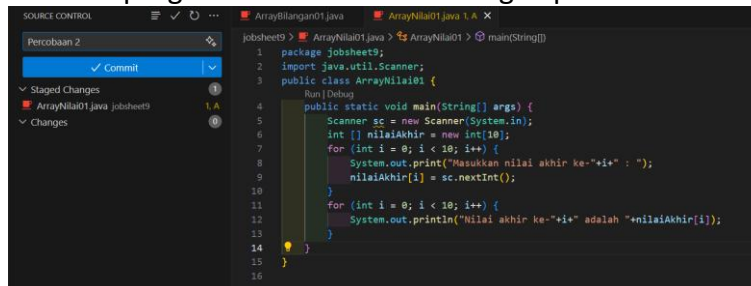 SOURCE CONTROL
Percobaan 2
Commit
Staged Changes 1
ArrayNilai01.java jobsheet9 1, A
Changes 0
ArrayBilangan01.java ArrayNilai01.java 1, A
jobsheet9 > ArrayNilai01.java > ArrayNilai01 > main(String[])
1 package jobsheet9;
2 import java.util.Scanner;
3 public class ArrayNilai01 {
Run | Debug
4 public static void main(String[] args) {
5 Scanner sc = new Scanner(System.in);
6 int [] nilaiAkhir = new int[10];
7 for (int i = 0; i < 10; i++) {
8 System.out.print("Masukkan nilai akhir ke-"+i+" : ");
9 nilaiAkhir[i] = sc.nextInt();
10 }
11 for (int i = 0; i < 10; i++) {
12 System.out.println("Nilai akhir ke-"+i+" adalah "+nilaiAkhir[i]);
13 }
14 }
15 }
16